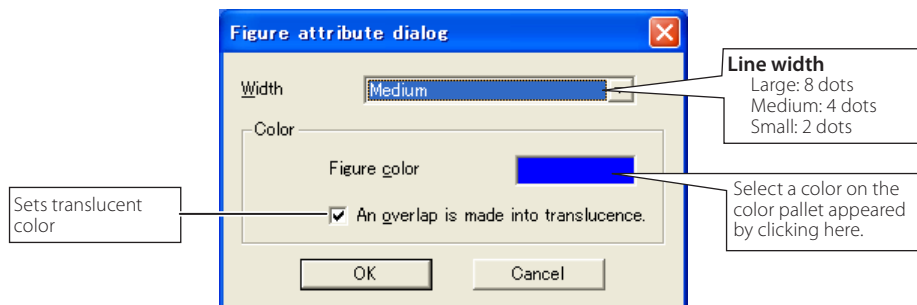 Figure attribute dialog
Line width
Large: 8 dots
Medium: 4 dots
Small: 2 dots
Width
Medium
Color
Figure color
Select a color on the
color pallet appeared
by clicking here.
Sets translucent
color
An overlap is made into translucence.
OK
Cancel